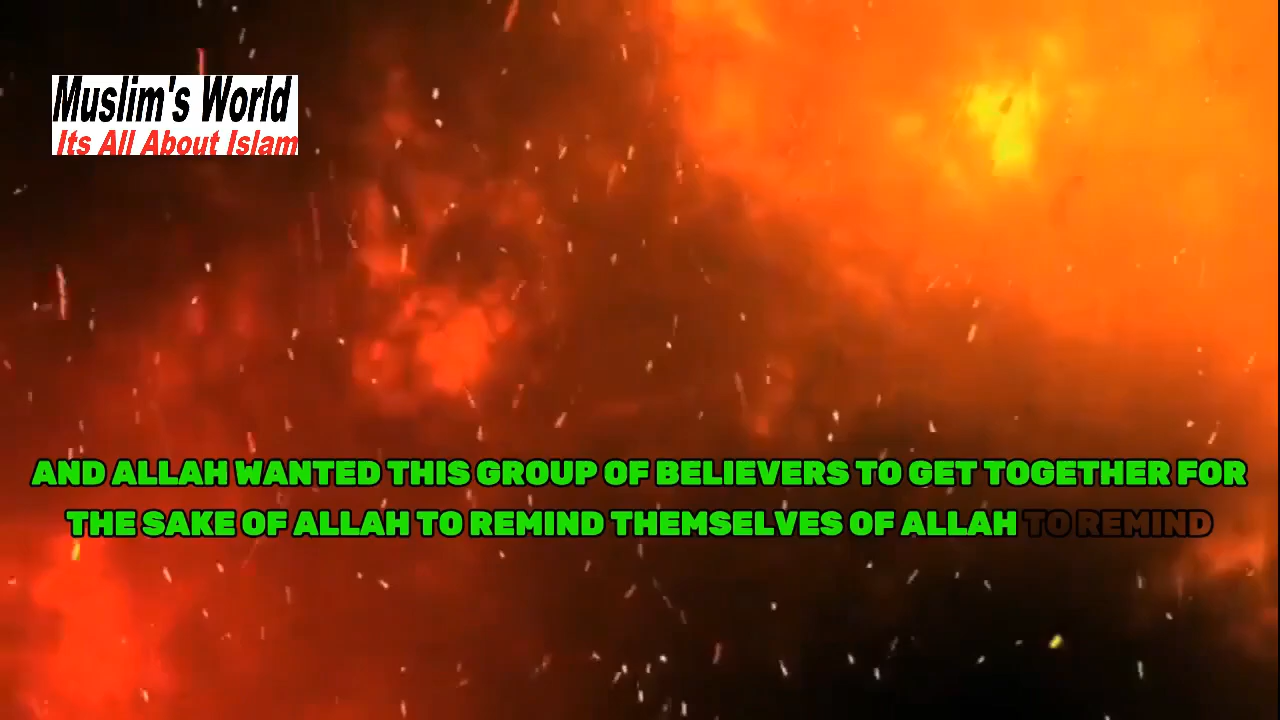 Muslim's World
Its All About Islam
AND ALLAH WANTED THIS GROUP OF BELIEVERS TO GET TOGETHER FOR
THE SAKE OF ALLAH TO REMIND THEMSELVES OF ALLAH TO REMIND